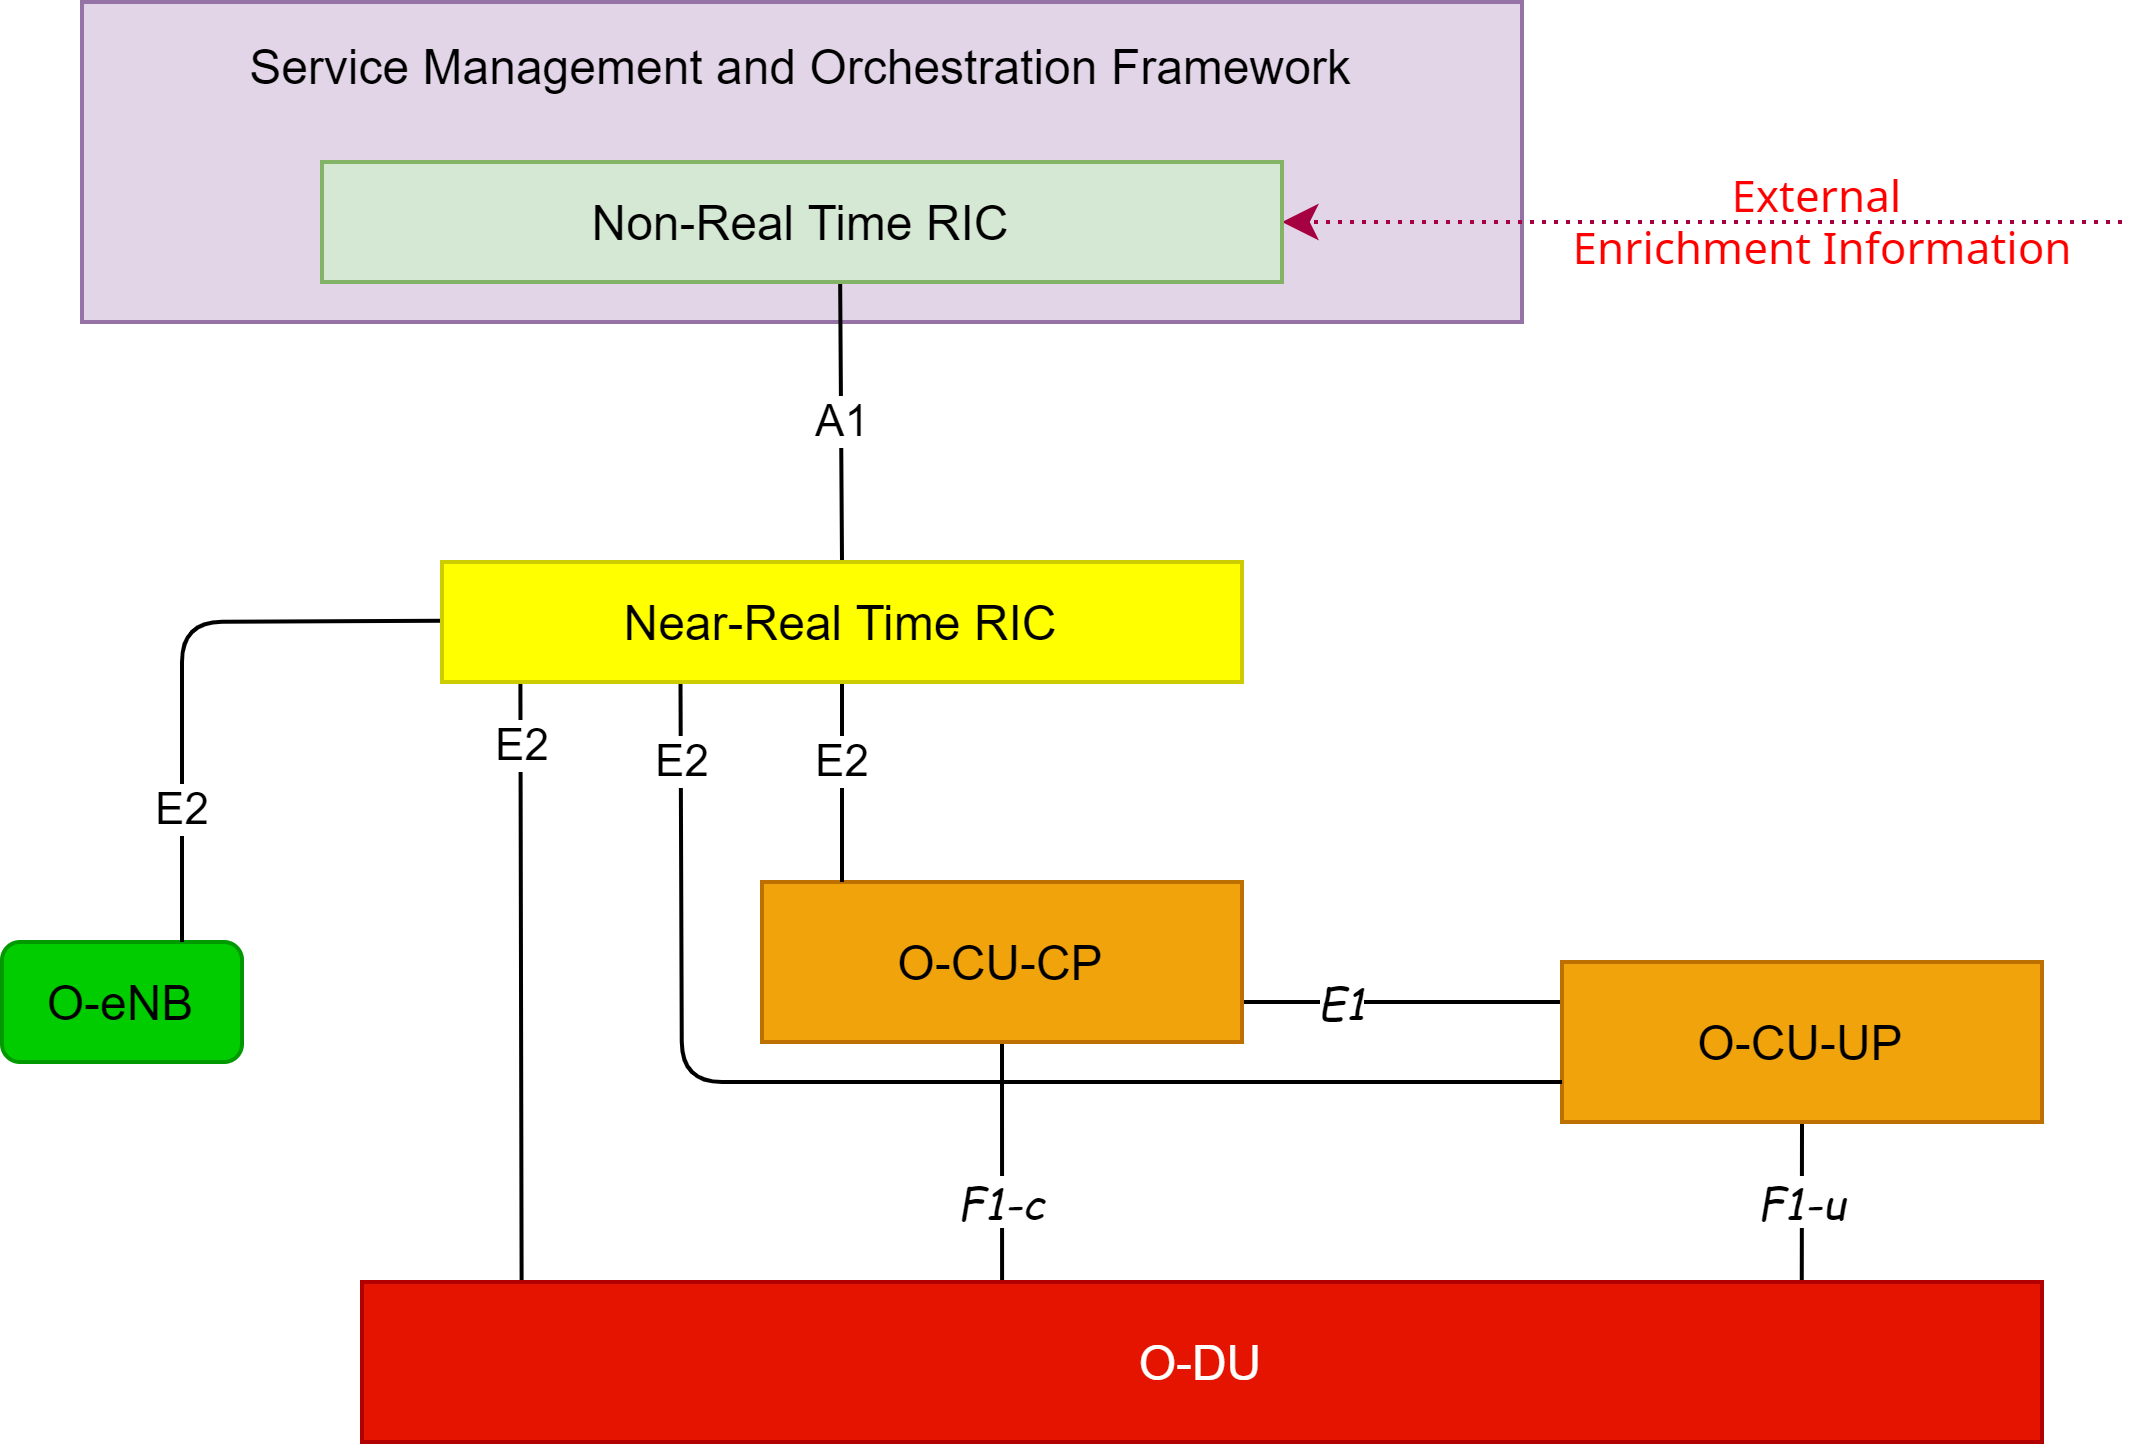 Service Management and Orchestration Framework
Non-Real Time RIC
External
Enrichment Information
A1
Near-Real Time RIC
E2
E2
E2
E2
O-CU-CP
O-eNB
E1
O-CU-UP
F1-c
F1-u
O-DU